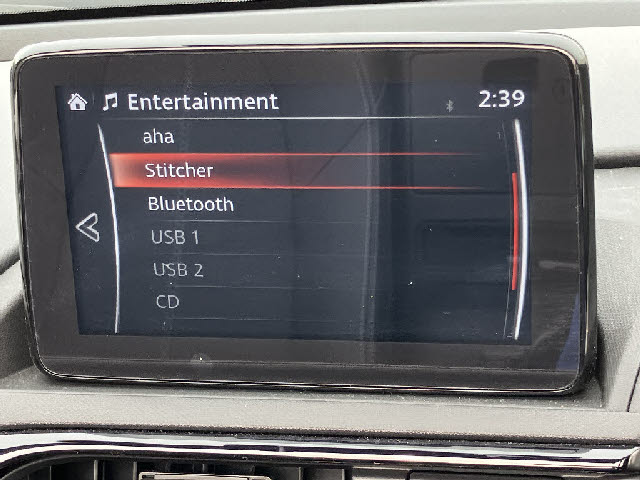 Entertainment 2:39
aha
Stitcher
Bluetooth
USB 1
USB 2
CD